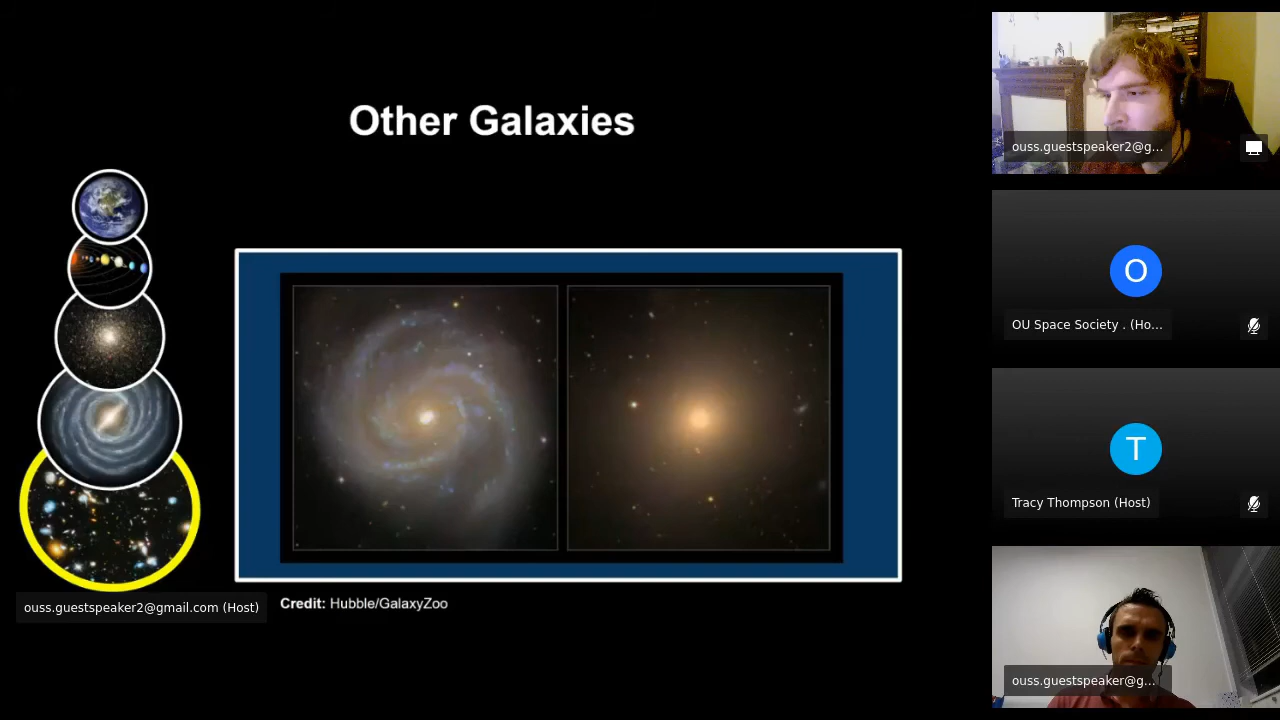 Other Galaxies
Credit: Hubble/GalaxyZoo
ouss.guestspeaker2@gmail.com (Host)
ouss.guestspeaker2@g...
O
OU Space Society . (Ho...
T
Tracy Thompson (Host)
ouss.guestspeaker@g...